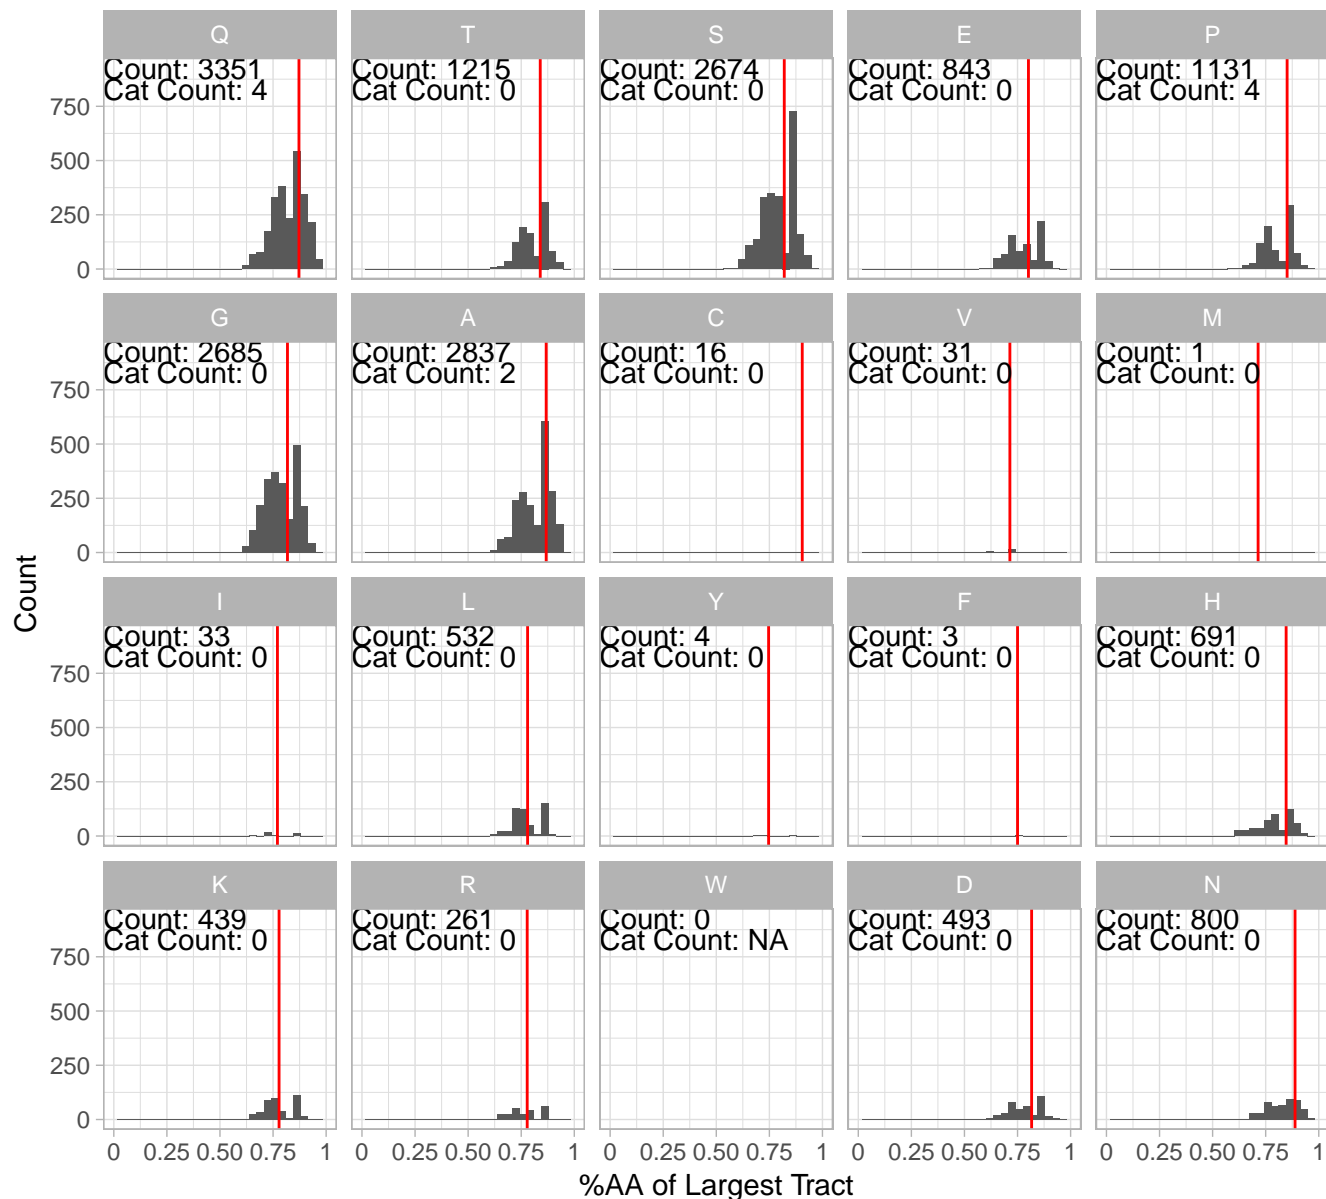 Q T S E P
Count: 3351 Count: 1215 Count: 2674 Count: 843 Count: 1131
Cat Count: 4 Cat Count: 0 Cat Count: 0 Cat Count: 0 Cat Count: 4
750
500
250
0
G A C V M
Count: 2685 Count: 2837 Count: 16 Count: 31 Count: 1
Cat Count: 0 Cat Count: 2 Cat Count: 0 Cat Count: 0 Cat Count: 0
750
500
250
0
Count
I L Y F H
Count: 33 Count: 532 Count: 4 Count: 3 Count: 691
Cat Count: 0 Cat Count: 0 Cat Count: 0 Cat Count: 0 Cat Count: 0
750
500
250
0
K R W D N
Count: 439 Count: 261 Count: 0 Count: 493 Count: 800
Cat Count: 0 Cat Count: 0 Cat Count: NA Cat Count: 0 Cat Count: 0
750
500
250
0
0 0.25 0.50 0.75 1 0 0.25 0.50 0.75 1 0 0.25 0.50 0.75 1 0 0.25 0.50 0.75 1 0 0.25 0.50 0.75 1
%AA of Largest Tract